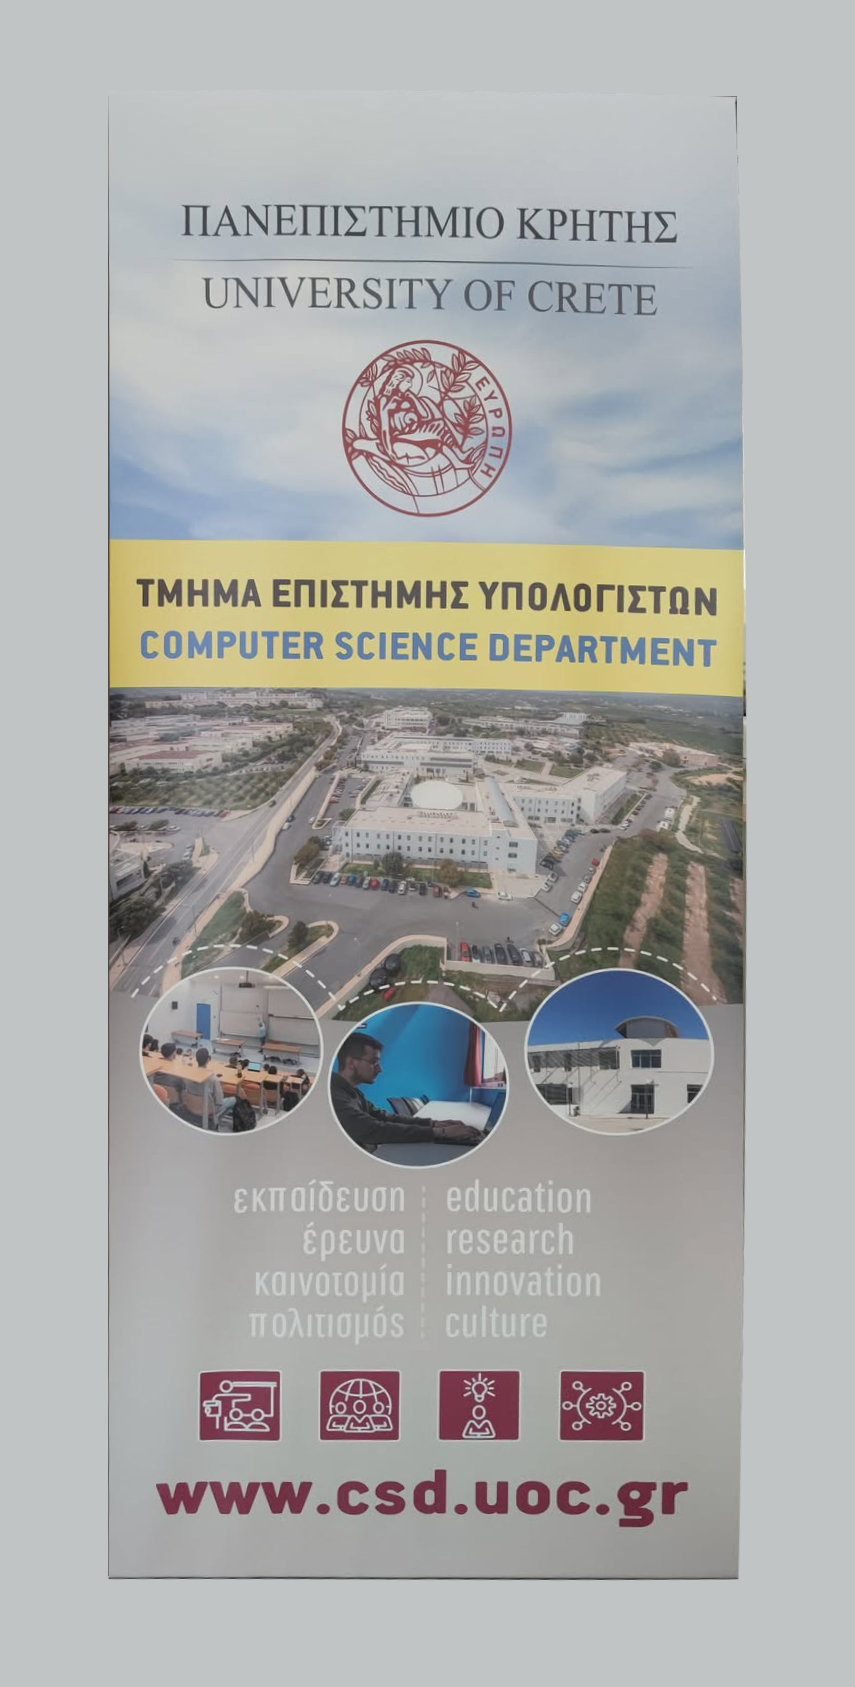 ΠΑΝΕΠΙΣΤΗΜΙΟ ΚΡΗΤΗΣ
UNIVERSITY OF CRETE
ΕΥΡΩΠΗ
ΤΜΗΜΑ ΕΠΙΣΤΗΜΗΣ ΥΠΟΛΟΓΙΣΤΩΝ
COMPUTER SCIENCE DEPARTMENT
εκπαίδευση education
έρευνα research
καινοτομία innovation
πολιτισμός culture
www.csd.uoc.gr